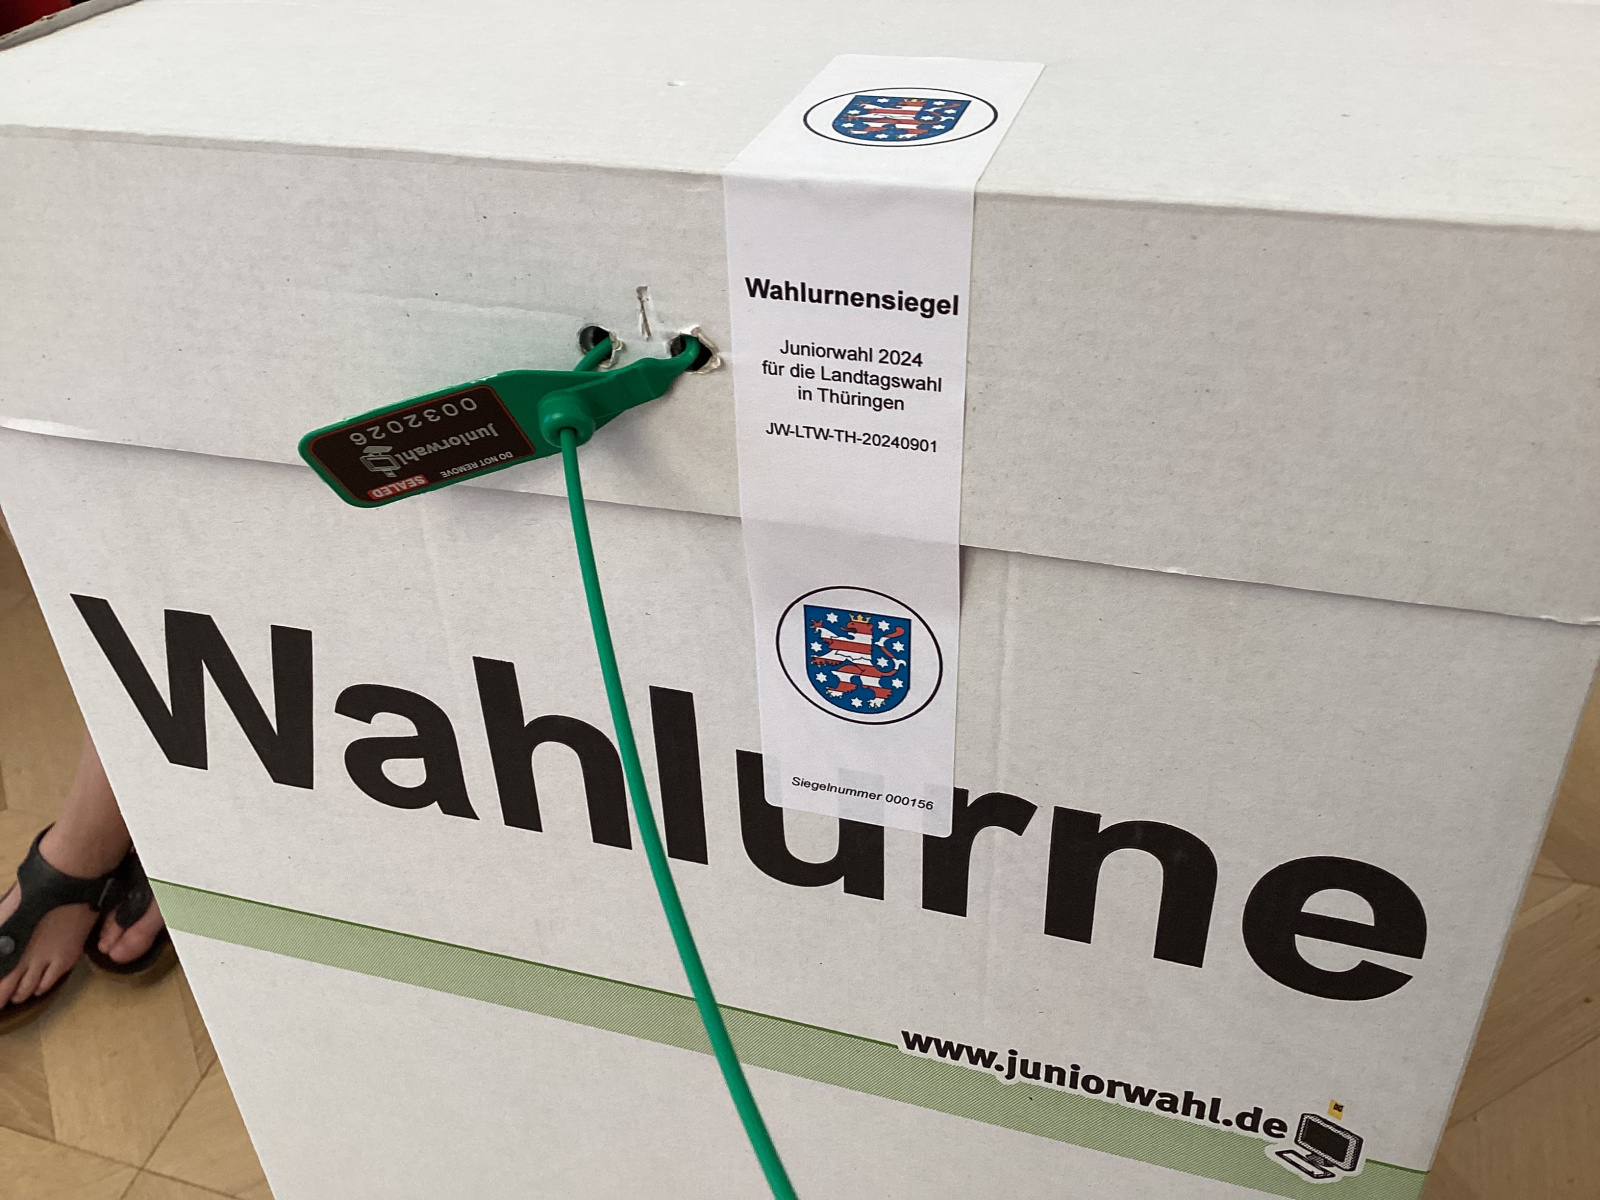 Wahlurnensiegel
Juniorwahl 2024
für die Landtagswahl
in Thüringen
JW-LTW-TH-20240901
Siegelnummer 000156
SEALED
DO NOT REMOVE
juniorwahl
0032026
Wahlurne
www.juniorwahl.de